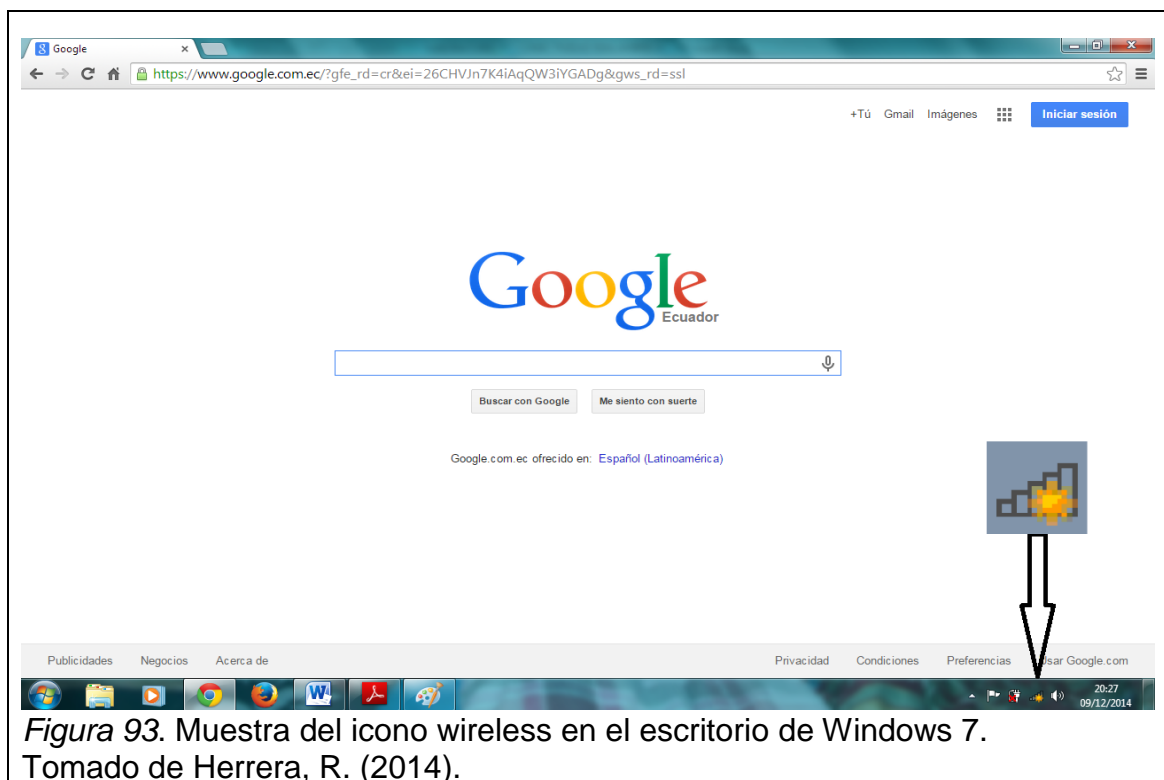 Google
https://www.google.com.ec/?gfe_rd=cr&ei=26CHVJn7K4iAqQW3iYGADg&gws_rd=ssl
+Tú Gmail Imágenes Iniciar sesión
Google
Ecuador
Buscar con Google Me siento con suerte
Google.com.ec ofrecido en: Español (Latinoamérica)
Publicidades Negocios Acerca de Privacidad Condiciones Preferencias Usar Google.com
20:27
09/12/2014
Figura 93. Muestra del icono wireless en el escritorio de Windows 7.
Tomado de Herrera, R. (2014).